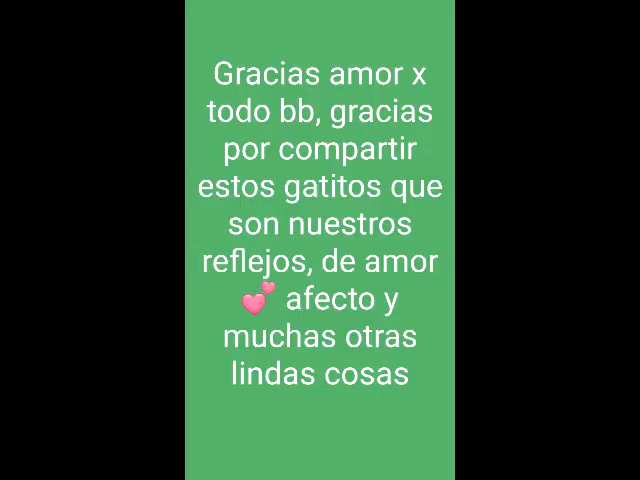 Gracias amor x
todo bb, gracias
por compartir
estos gatitos que
son nuestros
reflejos, de amor
💕 afecto y
muchas otras
lindas cosas